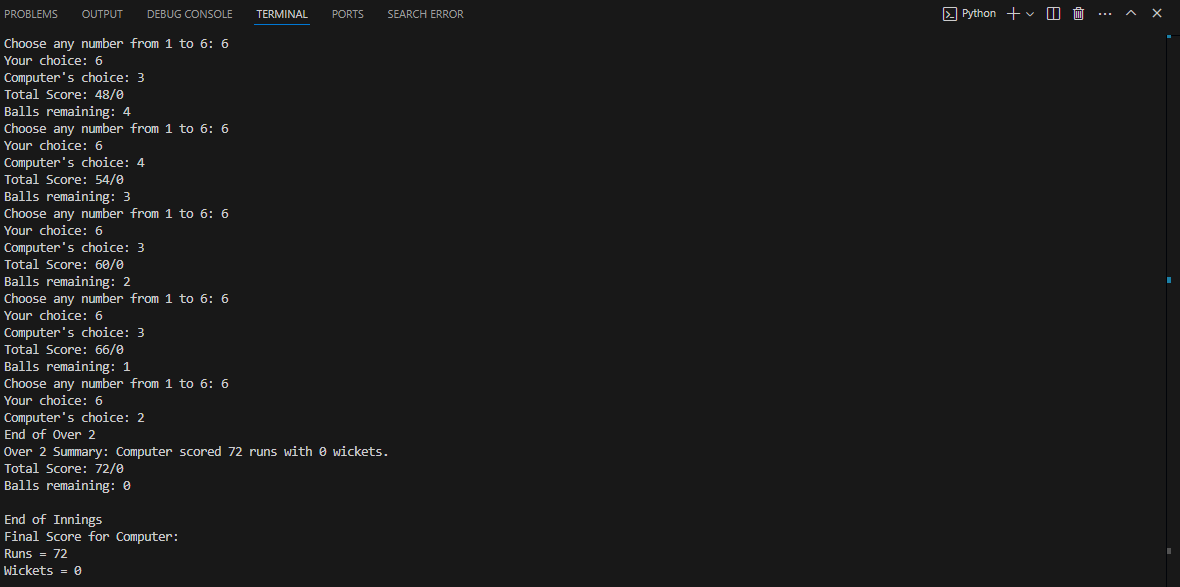 PROBLEMS OUTPUT DEBUG CONSOLE TERMINAL PORTS SEARCH ERROR Python
Choose any number from 1 to 6: 6
Your choice: 6
Computer's choice: 3
Total Score: 48/0
Balls remaining: 4
Choose any number from 1 to 6: 6
Your choice: 6
Computer's choice: 4
Total Score: 54/0
Balls remaining: 3
Choose any number from 1 to 6: 6
Your choice: 6
Computer's choice: 3
Total Score: 60/0
Balls remaining: 2
Choose any number from 1 to 6: 6
Your choice: 6
Computer's choice: 3
Total Score: 66/0
Balls remaining: 1
Choose any number from 1 to 6: 6
Your choice: 6
Computer's choice: 2
End of Over 2
Over 2 Summary: Computer scored 72 runs with 0 wickets.
Total Score: 72/0
Balls remaining: 0
End of Innings
Final Score for Computer:
Runs = 72
Wickets = 0